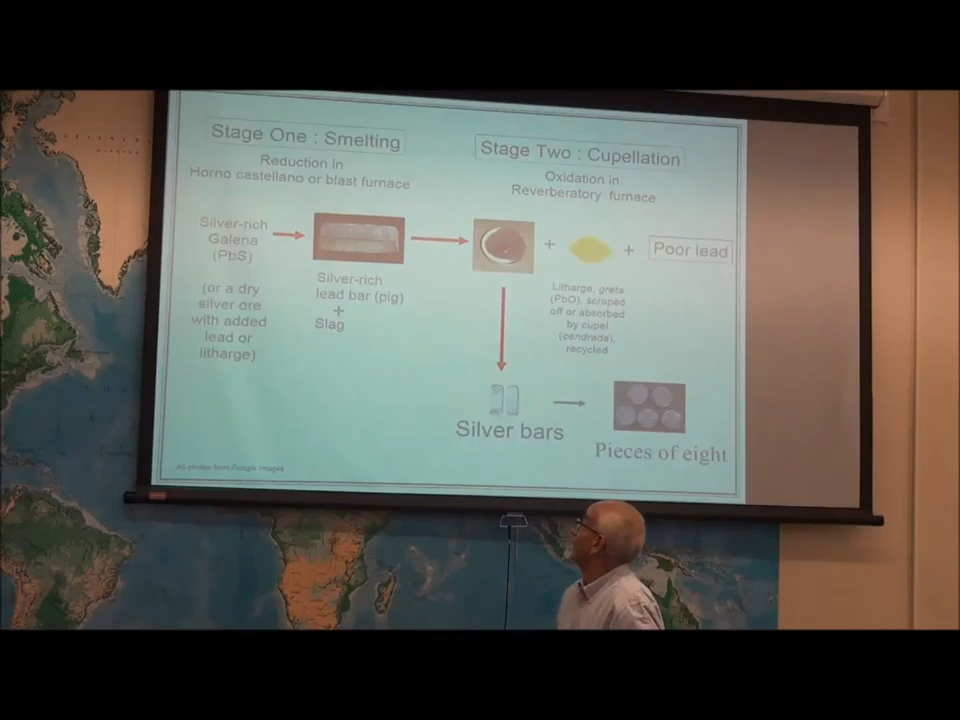 Stage One : Smelting
Reduction in
Horno castellano or blast furnace
Silver-rich
Galena
(PbS)
(or a dry
silver ore
with added
lead or
litharge)
Silver-rich
lead bar (pig)
+
Slag
Stage Two : Cupellation
Oxidation in
Reverberatory furnace
+
+
Poor lead
Litharge, greta
(PbO), scraped
off or absorbed
by cupel
(cendrada),
recycled
Silver bars
Pieces of eight
All photos from Google Images